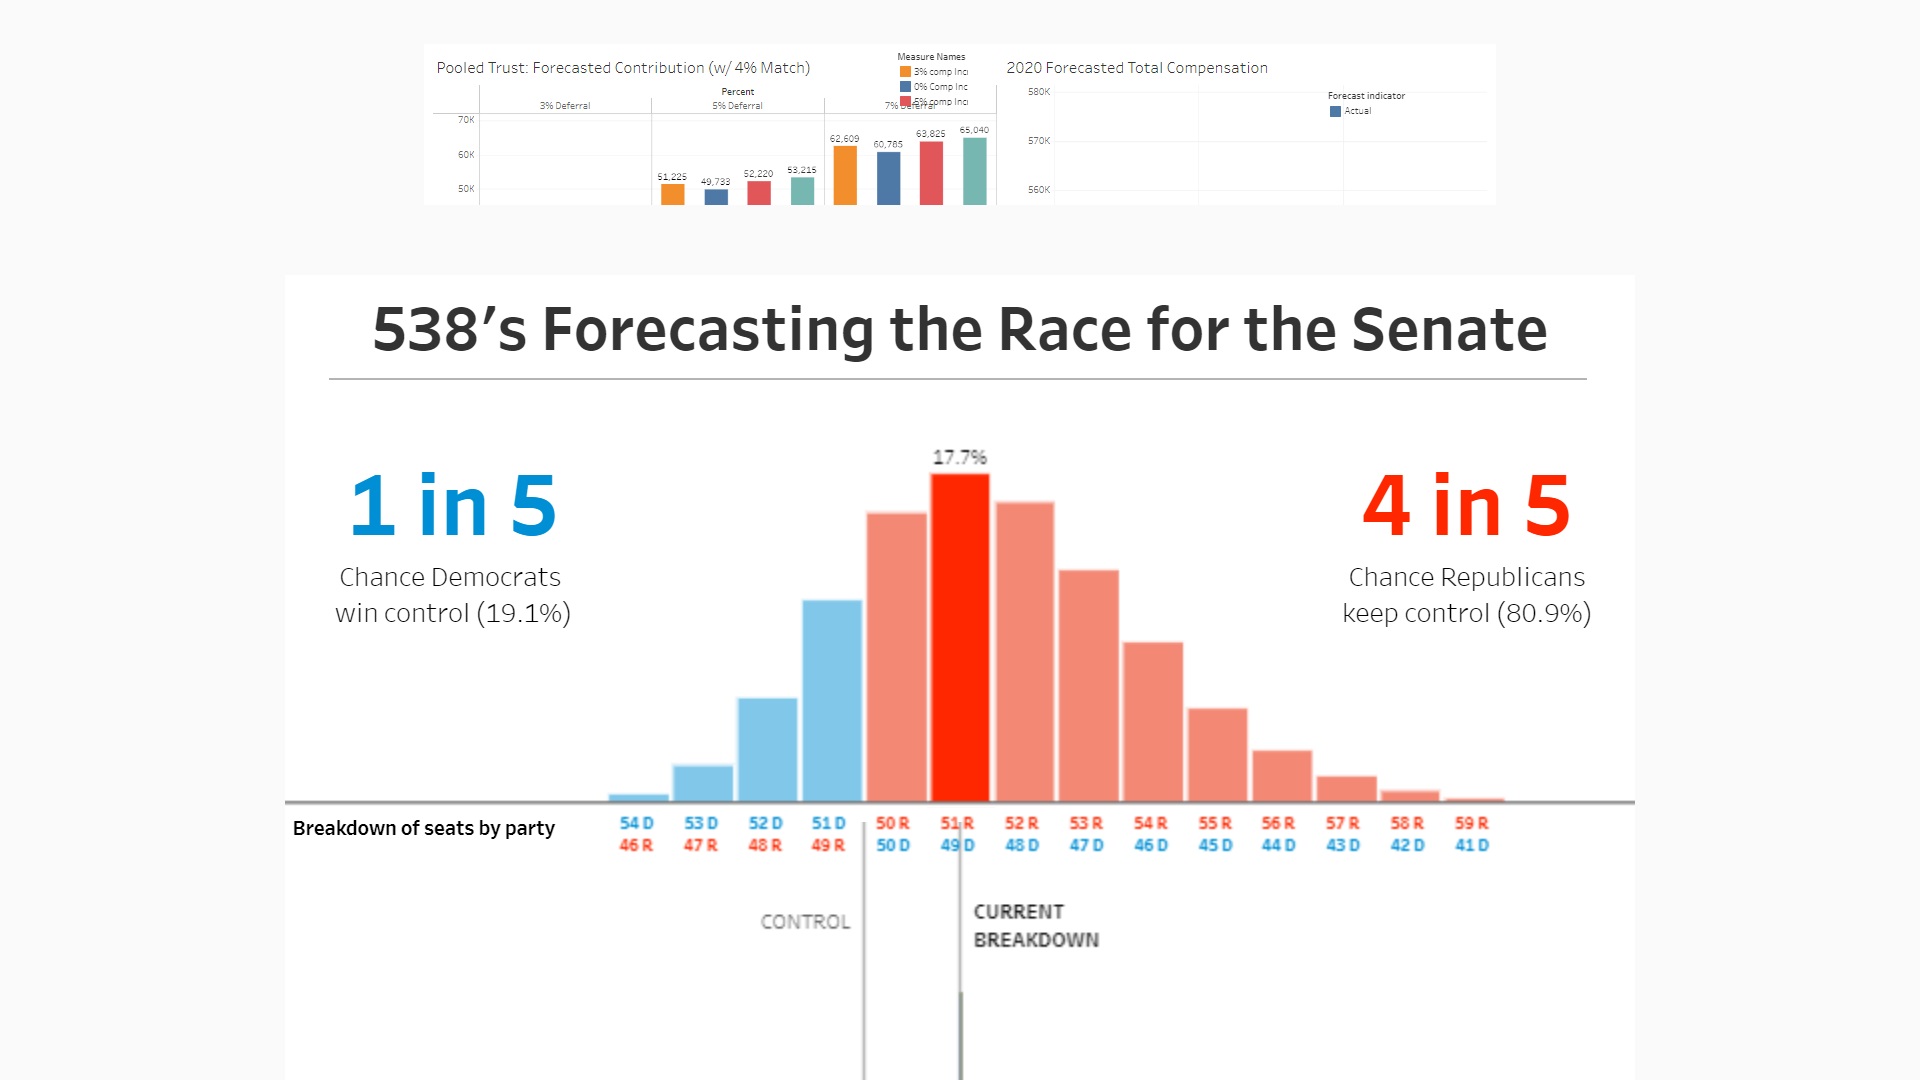 Pooled Trust: Forecasted Contribution (w/ 4% Match)
Measure Names
3% comp Inc
0% Comp Inc
5% comp Inc
Percent
3% Deferral
5% Deferral
7% Deferral
70K
60K
50K
51,225
49,733
52,220
53,215
62,609
60,785
63,825
65,040
2020 Forecasted Total Compensation
Forecast indicator
Actual
580K
570K
560K
538’s Forecasting the Race for the Senate
1 in 5
Chance Democrats
win control (19.1%)
17.7%
4 in 5
Chance Republicans
keep control (80.9%)
Breakdown of seats by party
54 D 53 D 52 D 51 D 50 R 51 R 52 R 53 R 54 R 55 R 56 R 57 R 58 R 59 R
46 R 47 R 48 R 49 R 50 D 49 D 48 D 47 D 46 D 45 D 44 D 43 D 42 D 41 D
CONTROL
CURRENT
BREAKDOWN